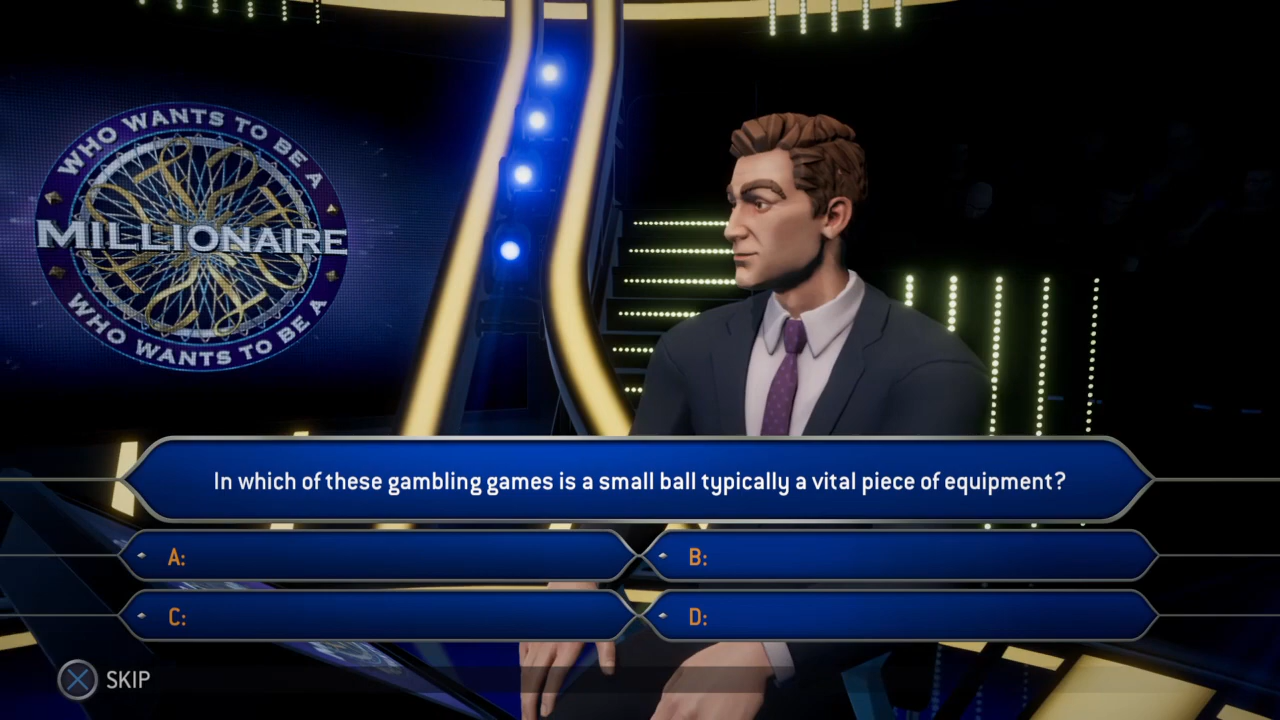 WHO WANTS TO BE A
MILLIONAIRE
WHO WANTS TO BE A
In which of these gambling games is a small ball typically a vital piece of equipment?
A:
B:
C:
D:
SKIP